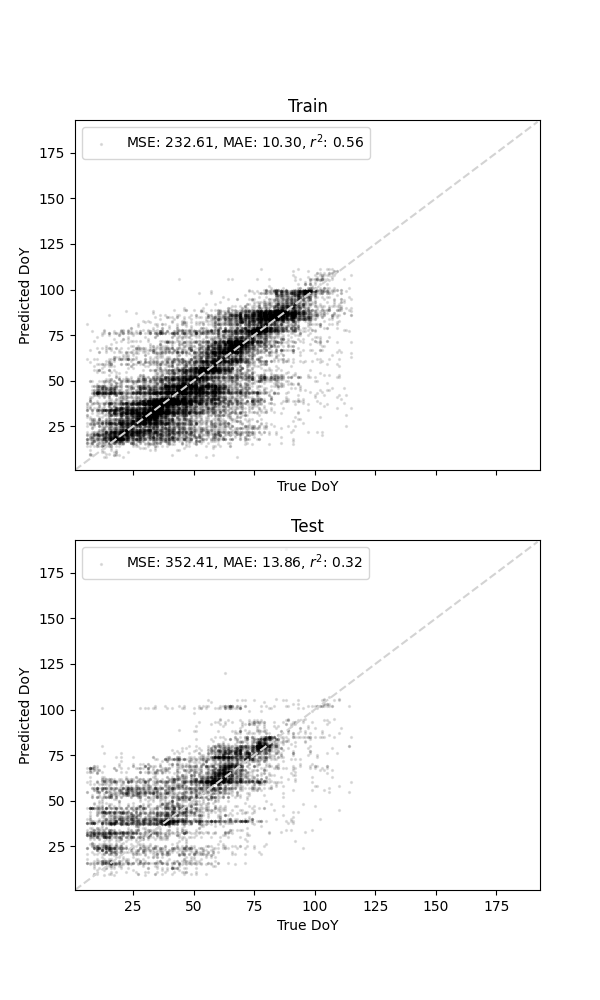 Train
MSE: 232.61, MAE: 10.30, r²: 0.56
175
150
125
100
75
50
25
Predicted DoY
True DoY
Test
MSE: 352.41, MAE: 13.86, r²: 0.32
175
150
125
100
75
50
25
Predicted DoY
25 50 75 100 125 150 175
True DoY